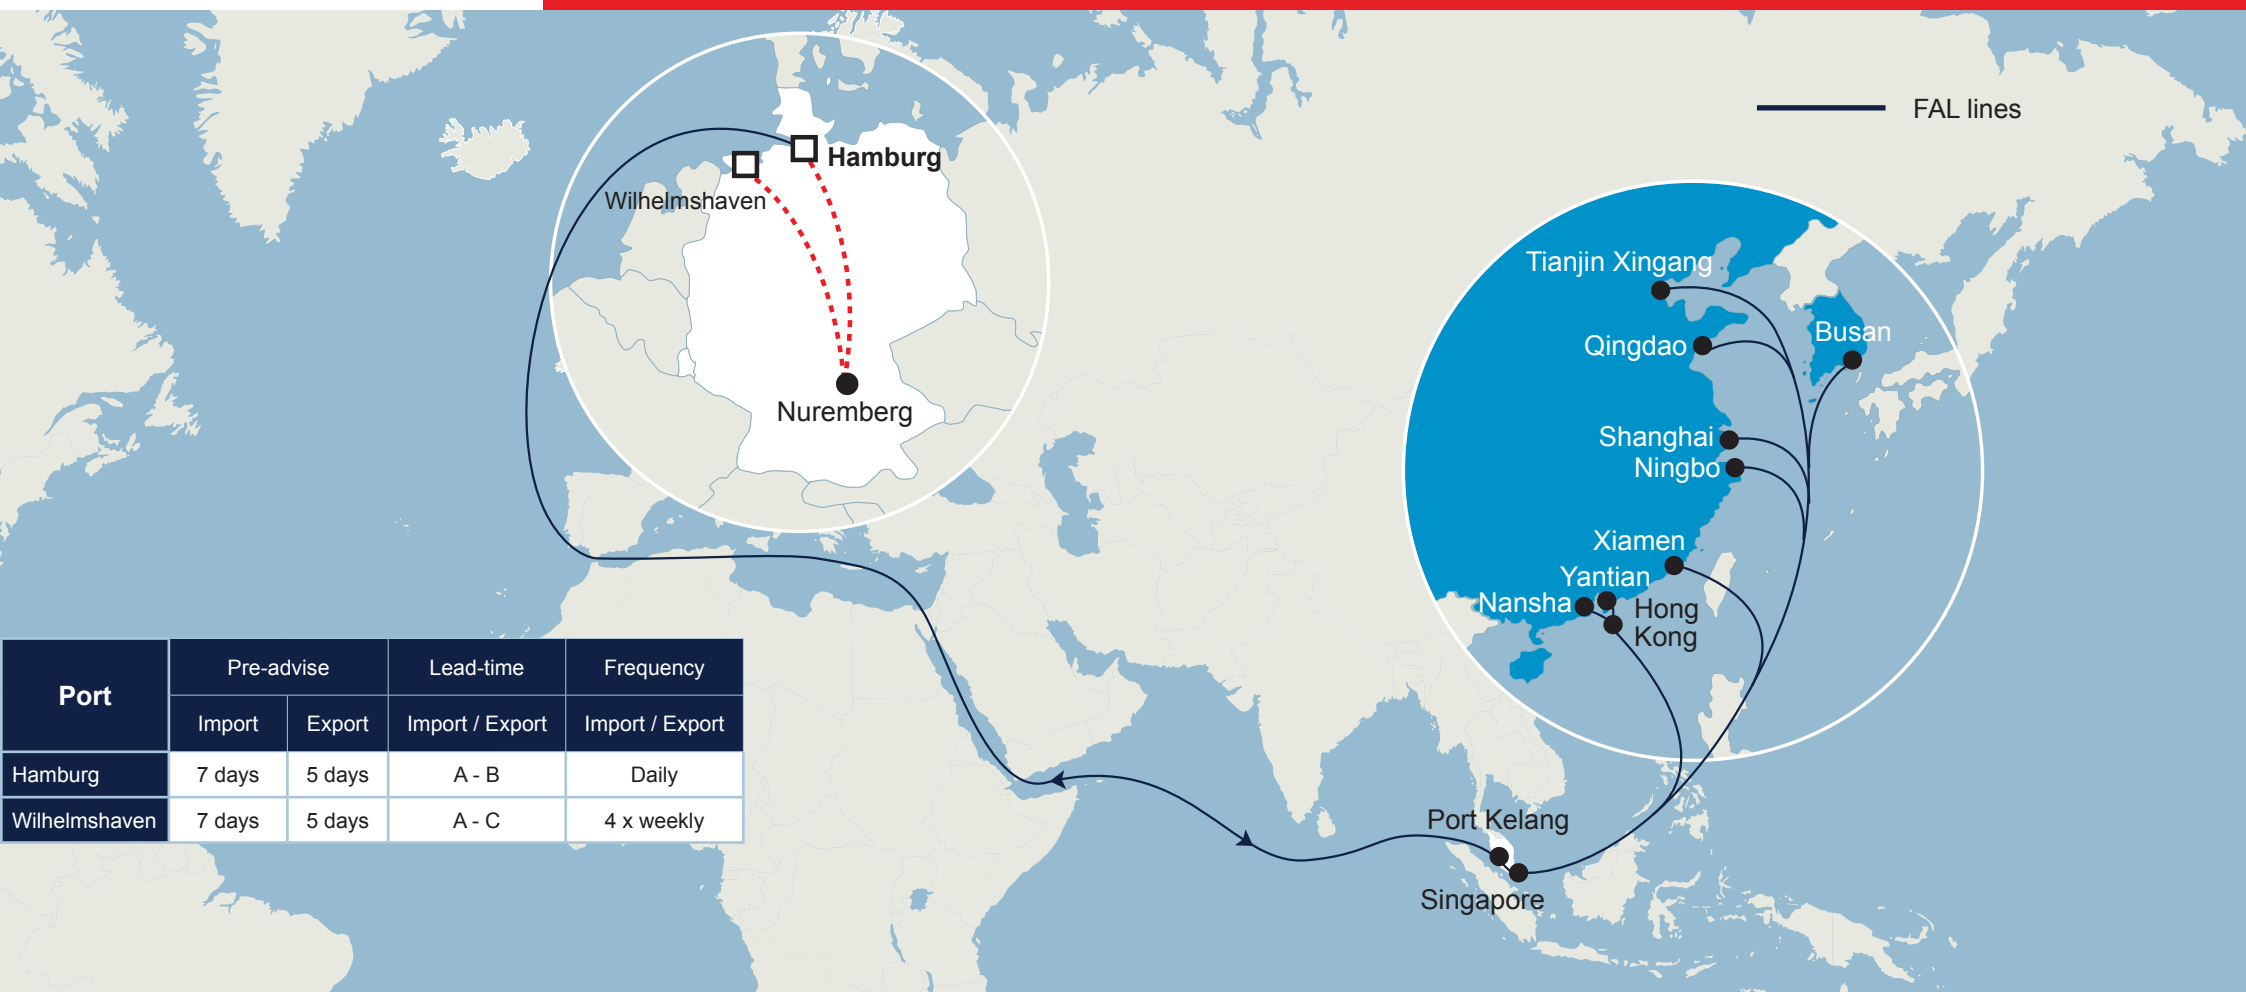 FAL lines
Hamburg
Wilhelmshaven
Nuremberg
Tianjin Xingang
Busan
Qingdao
Shanghai
Ningbo
Xiamen
Yantian
Nansha
Hong
Kong
Port Kelang
Singapore
Port Pre-advise Lead-time Frequency
Import Export Import / Export Import / Export
Hamburg 7 days 5 days A - B Daily
Wilhelmshaven 7 days 5 days A - C 4 x weekly